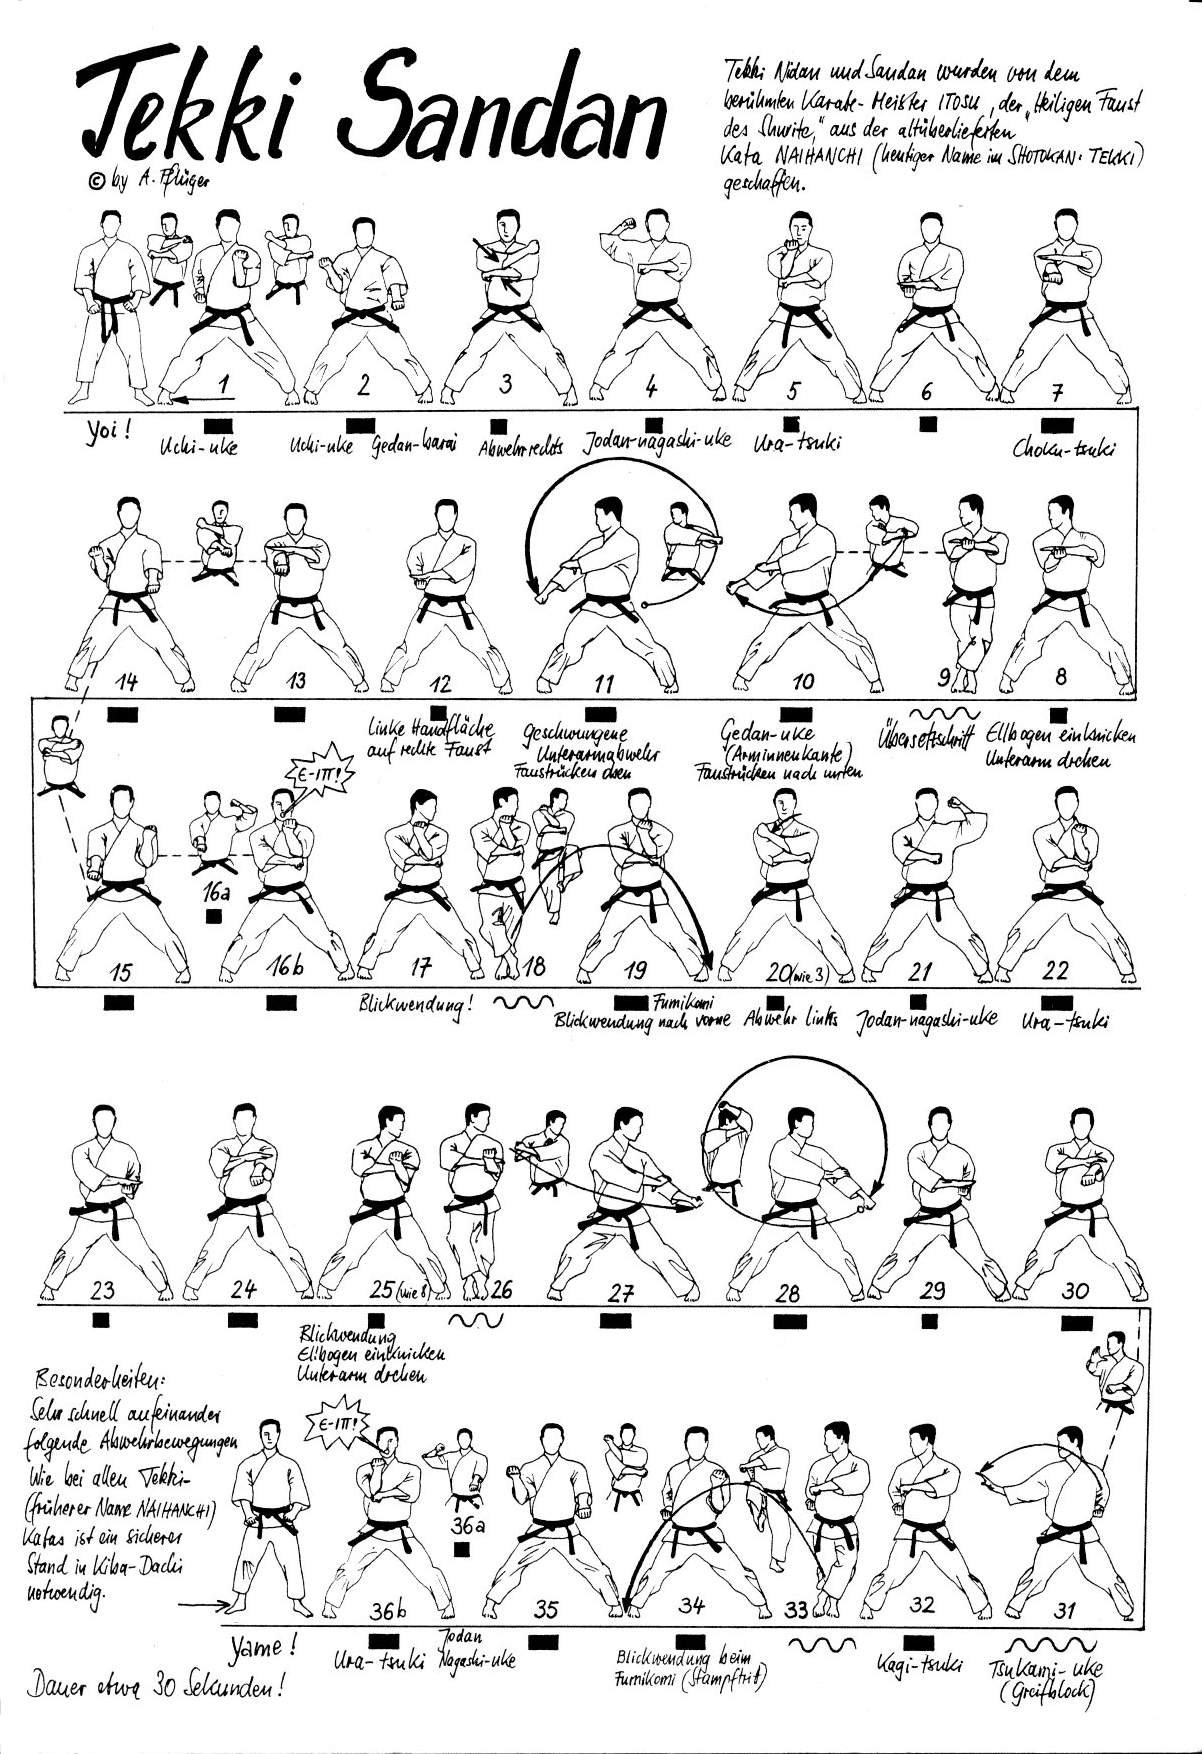 Tekki Sandan
© by A. Pflüger
Tekki Nidan und Sandan wurden von dem
berühmten Karate-Meister ITOSU, der „Heiligen Faust
des Shurite," aus der altüberlieferten
Kata NAIHANCHI (heutiger Name im SHOTOKAN: TEKKI)
geschaffen.
1 2 3 4 5 6 7
Yoi! Uchi-uke Uchi-uke Gedan-barai Abwehr rechts Jodan-nagashi-uke Ura-tsuki Choku-tsuki
14 13 12 11 10 9 8
Linke Handfläche
auf rechte Faust
Geschwungene
Unterarmabwehr
Faustrücken oben
Gedan-uke
(Arminnenkante)
Faustrücken nach unten
Übersetzschritt
Ellbogen einknicken
Unterarm drehen
E-ITT!
16a
15 16b 17 18 19 20 (wie 3) 21 22
Blickwendung!
Fumikomi
Blickwendung nach vorne
Abwehr links Jodan-nagashi-uke Ura-tsuki
23 24 25 (wie 8) 26 27 28 29 30
Blickwendung
Ellbogen einknicken
Unterarm drehen
Besonderheiten:
Sehr schnell aufeinander
folgende Abwehrbewegungen
Wie bei allen Tekki-
(früherer Name NAIHANCHI)
Katas ist ein sicherer
Stand in Kiba-Dachi
notwendig.
E-ITT!
36a
36b 35 34 33 32 31
Yame!
Ura-tsuki
Jodan
Nagashi-uke
Blickwendung beim
Fumikomi (Stampftritt)
Kagi-tsuki
Tsukami-uke
(Greifblock)
Dauer etwa 30 Sekunden!